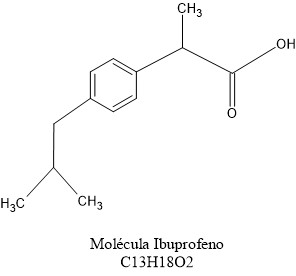 CH3
OH
O
H3C
CH3
Molécula Ibuprofeno
C13H18O2